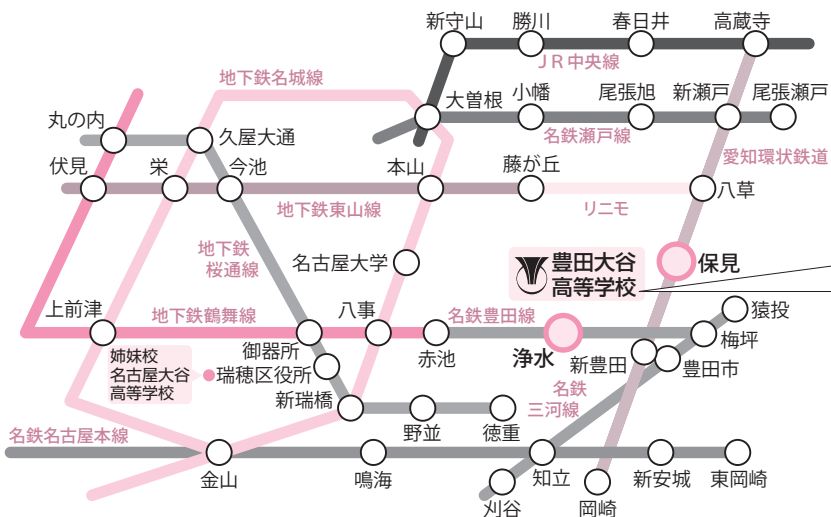 新守山
勝川
春日井
高蔵寺
JR中央線
地下鉄名城線
大曽根
小幡
尾張旭
新瀬戸
尾張瀬戸
名鉄瀬戸線
丸の内
久屋大通
愛知環状鉄道
伏見
栄
今池
本山
藤が丘
八草
地下鉄東山線
リニモ
地下鉄
桜通線
名古屋大学
豊田大谷
高等学校
保見
猿投
上前津
地下鉄鶴舞線
八事
名鉄豊田線
梅坪
御器所
赤池
浄水
新豊田
豊田市
姉妹校
名古屋大谷
高等学校
瑞穂区役所
新瑞橋
名鉄
三河線
野並
徳重
名鉄名古屋本線
金山
鳴海
知立
新安城
東岡崎
刈谷
岡崎